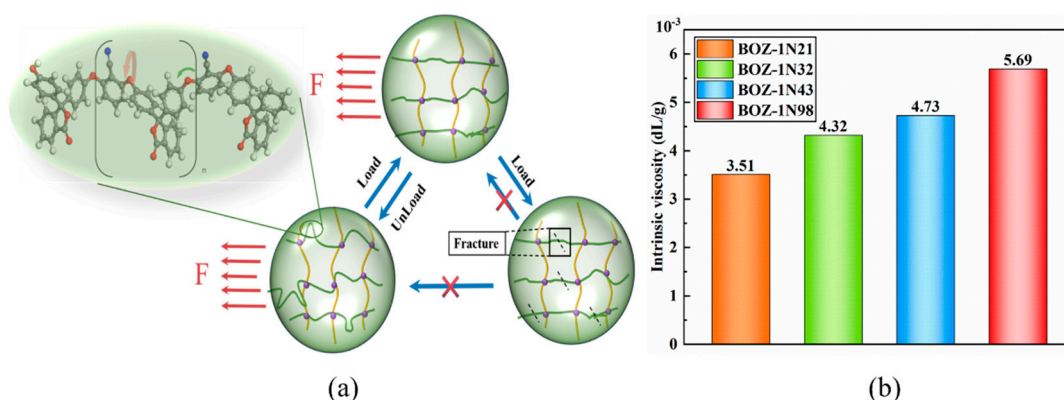 n
F
Load
UnLoad
Load
Fracture
F
(a)
10⁻³
Intrinsic viscosity (dL/g)
6
5
4
3
2
1
0
BOZ-1N21
BOZ-1N32
BOZ-1N43
BOZ-1N98
3.51
4.32
4.73
5.69
(b)